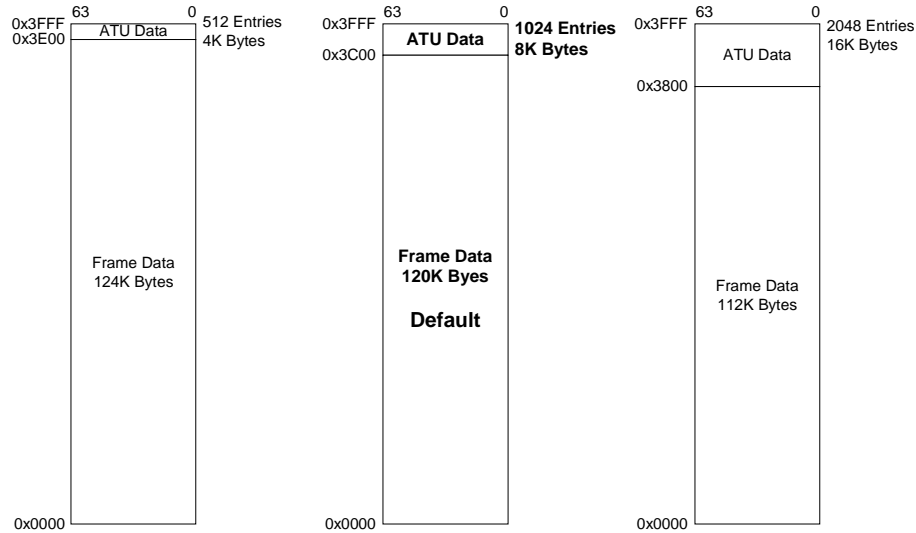 63 0
0x3FFF
ATU Data
512 Entries
4K Bytes
0x3E00
Frame Data
124K Bytes
0x0000
63 0
0x3FFF
ATU Data
1024 Entries
8K Bytes
0x3C00
Frame Data
120K Byes
Default
0x0000
63 0
0x3FFF
ATU Data
2048 Entries
16K Bytes
0x3800
Frame Data
112K Bytes
0x0000